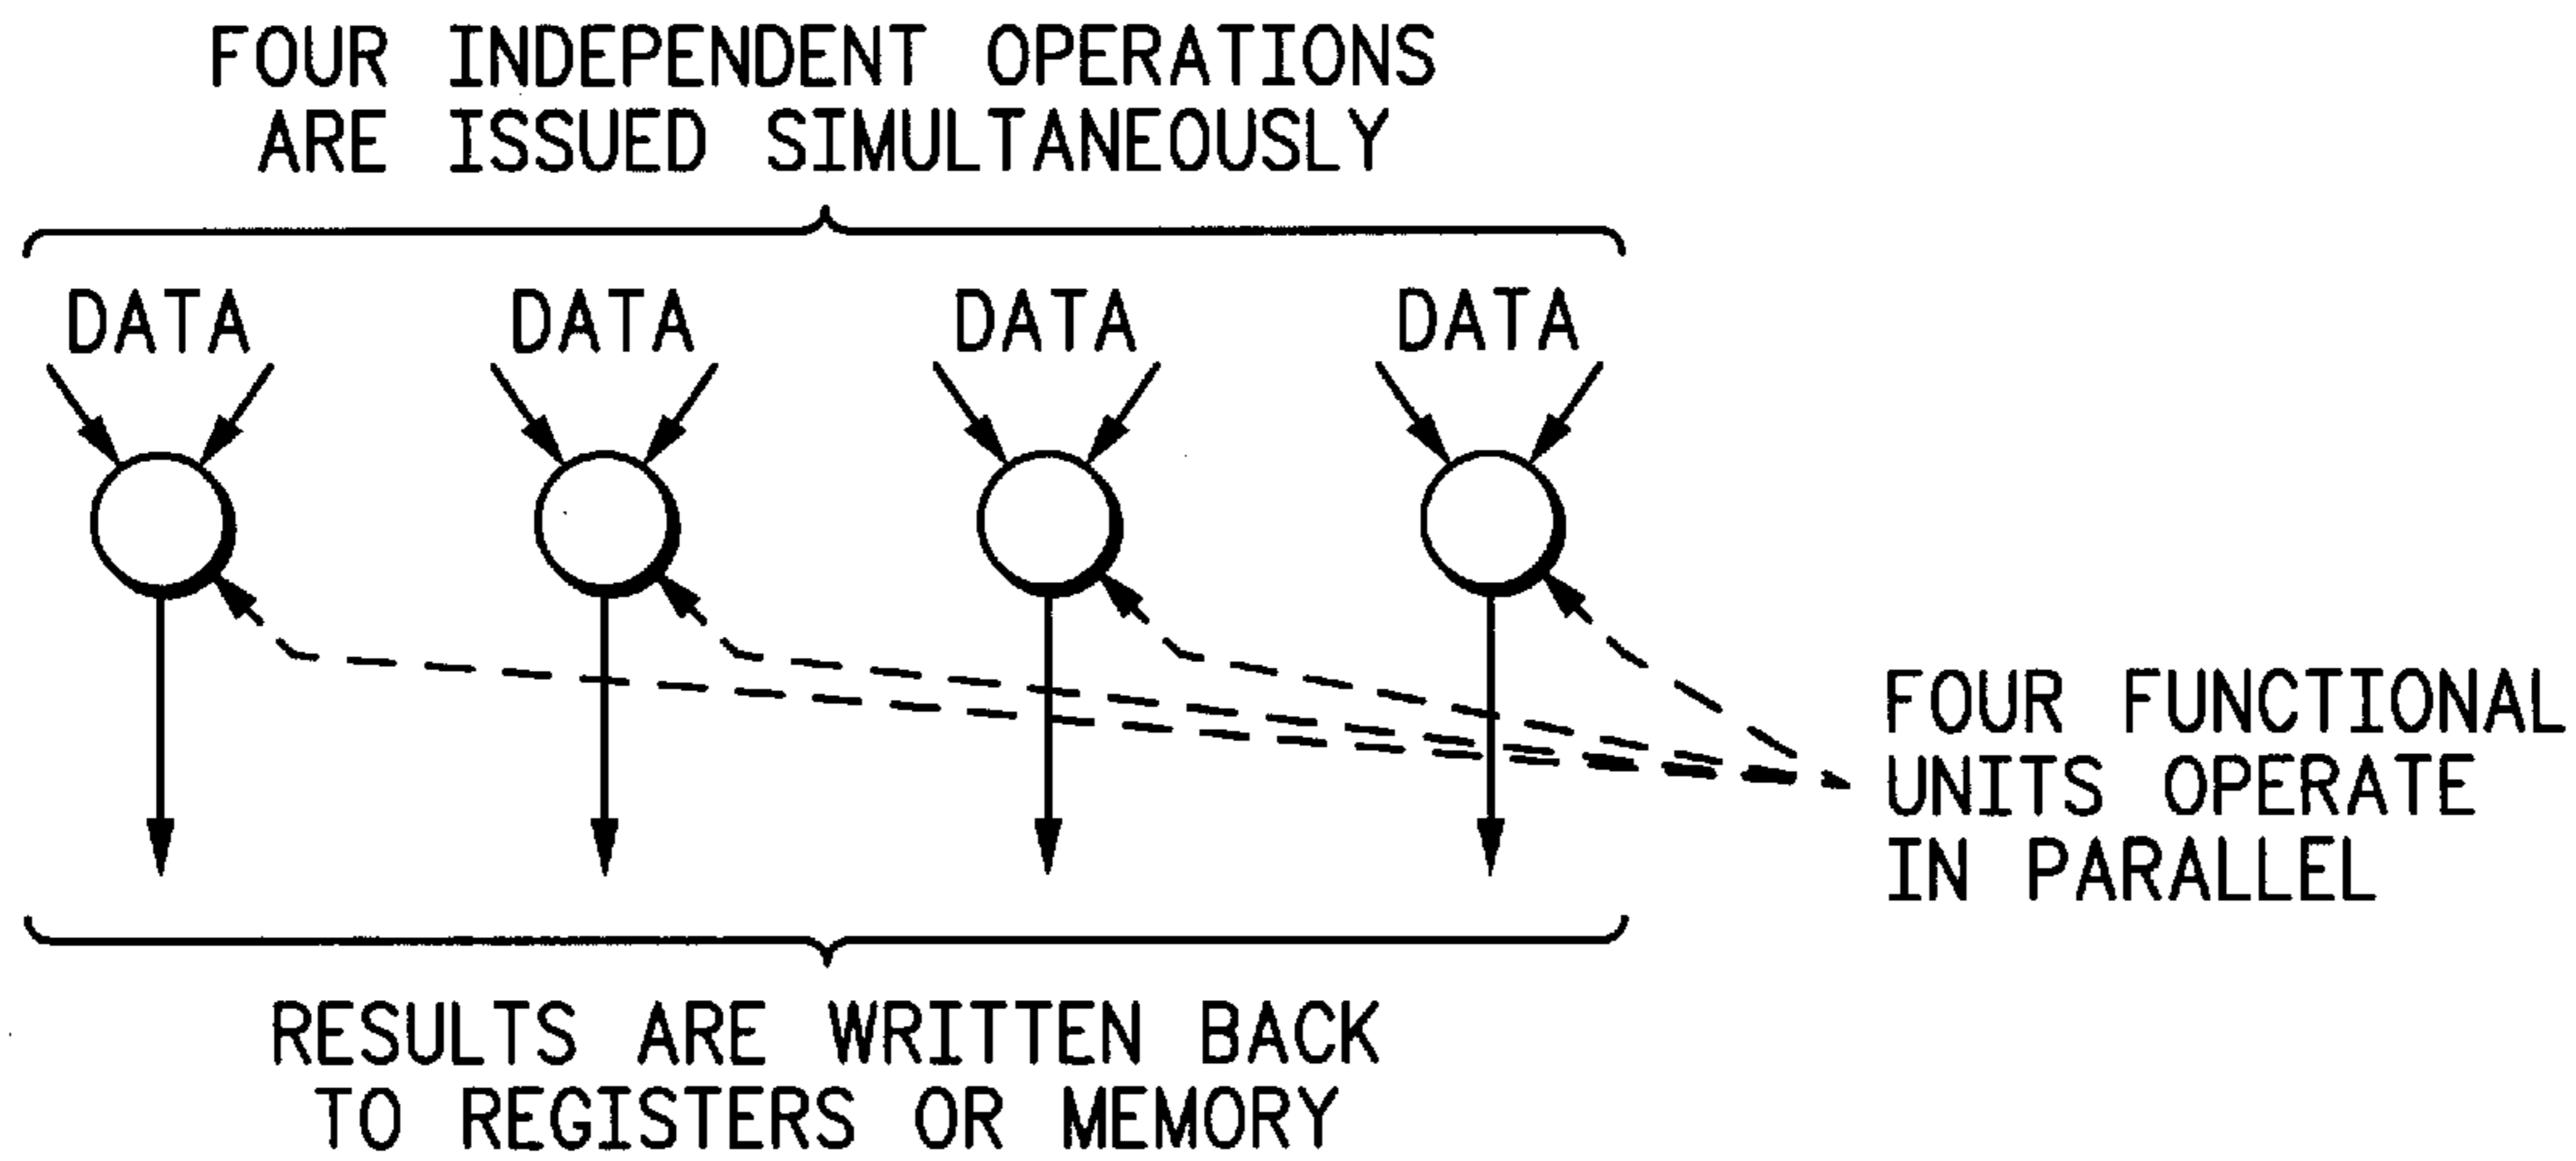 FOUR INDEPENDENT OPERATIONS
ARE ISSUED SIMULTANEOUSLY
DATA DATA DATA DATA
FOUR FUNCTIONAL
UNITS OPERATE
IN PARALLEL
RESULTS ARE WRITTEN BACK
TO REGISTERS OR MEMORY